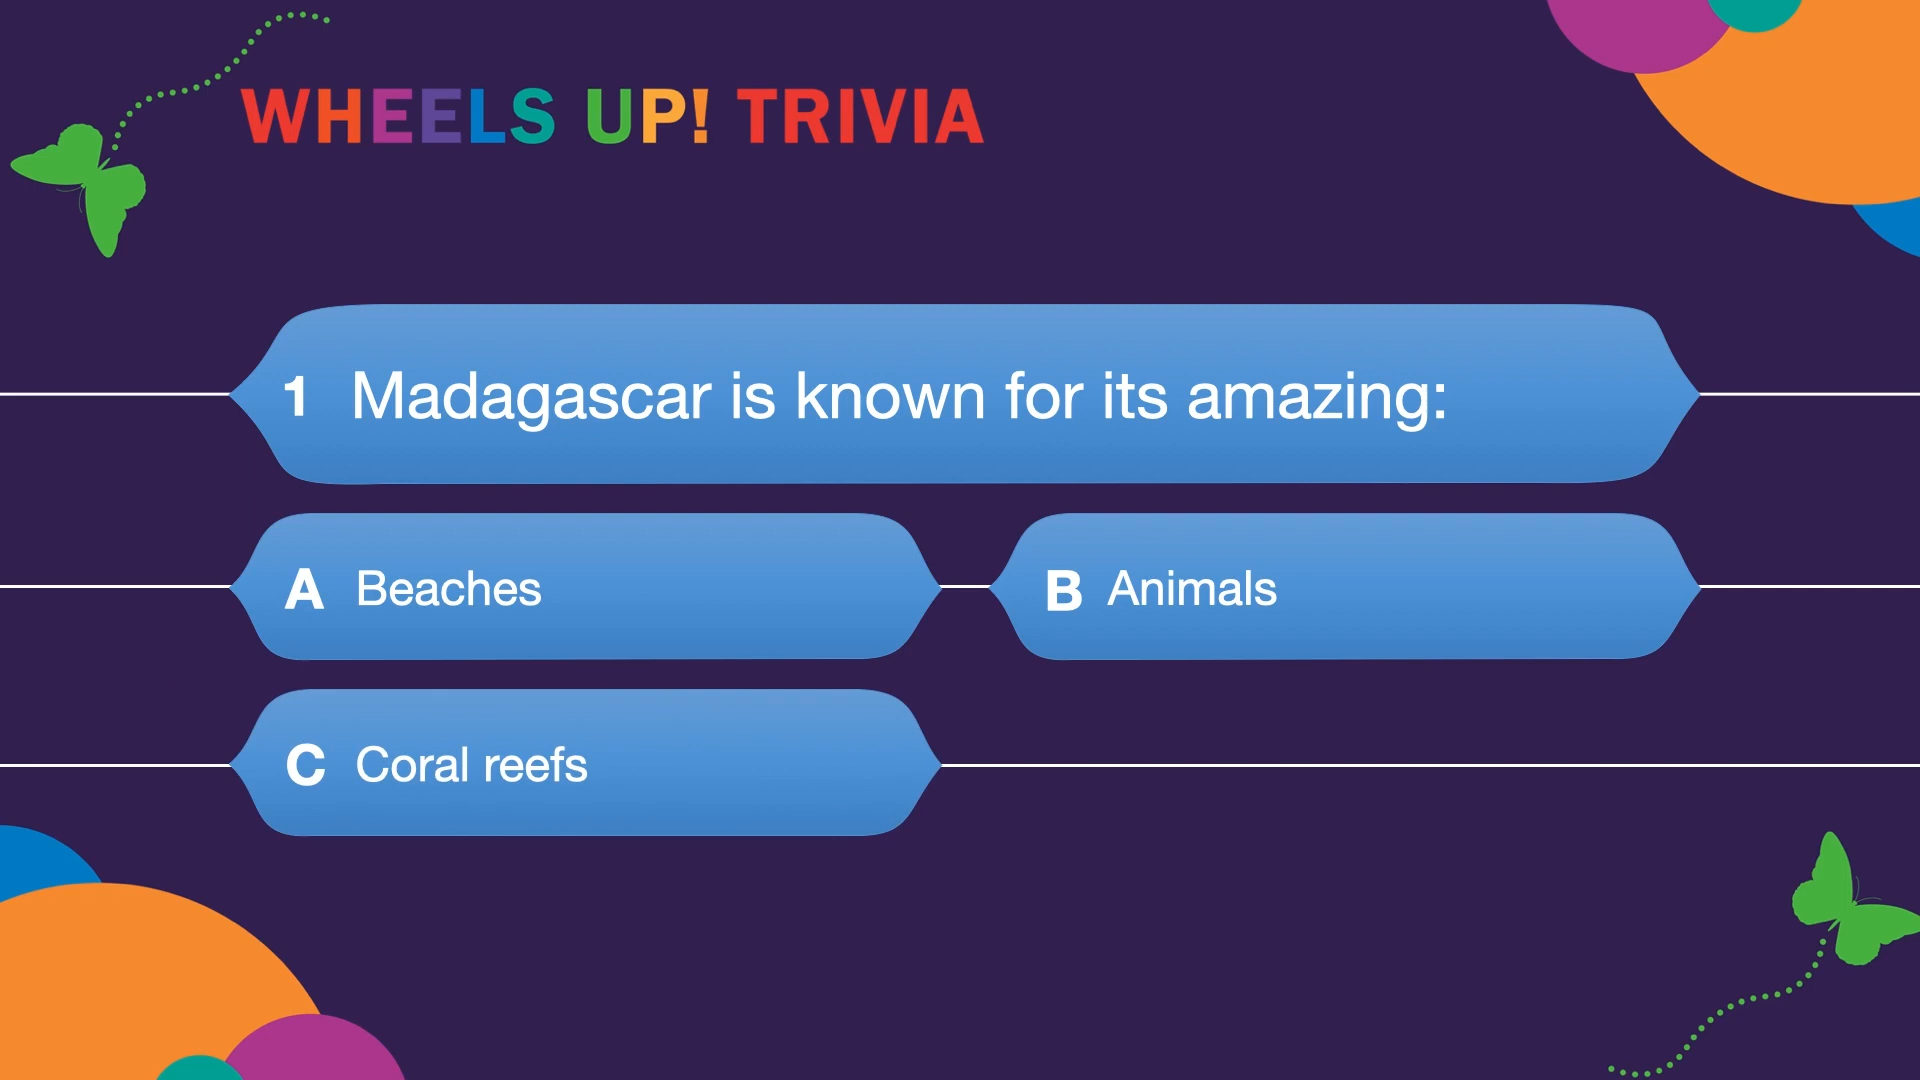 WHEELS UP! TRIVIA
1 Madagascar is known for its amazing:
A Beaches
B Animals
C Coral reefs